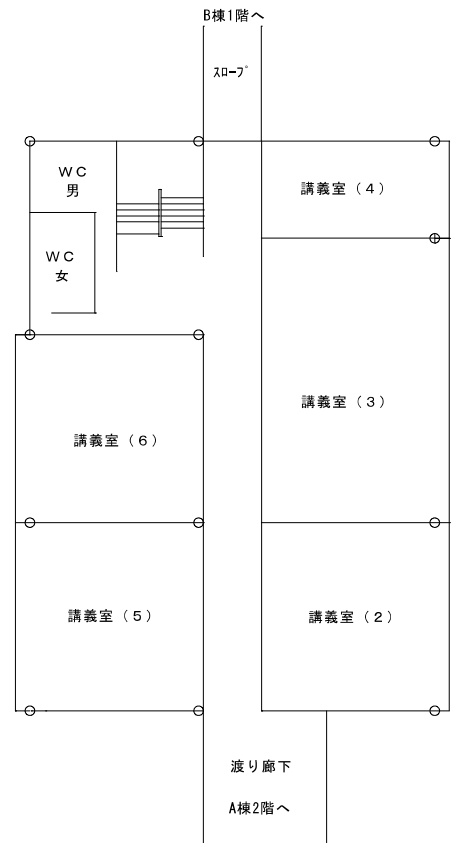 B棟1階へ
ｽﾛｰﾌﾟ
ＷＣ
男
講義室（４）
ＷＣ
女
講義室（３）
講義室（６）
講義室（５）
講義室（２）
渡り廊下
A棟2階へ